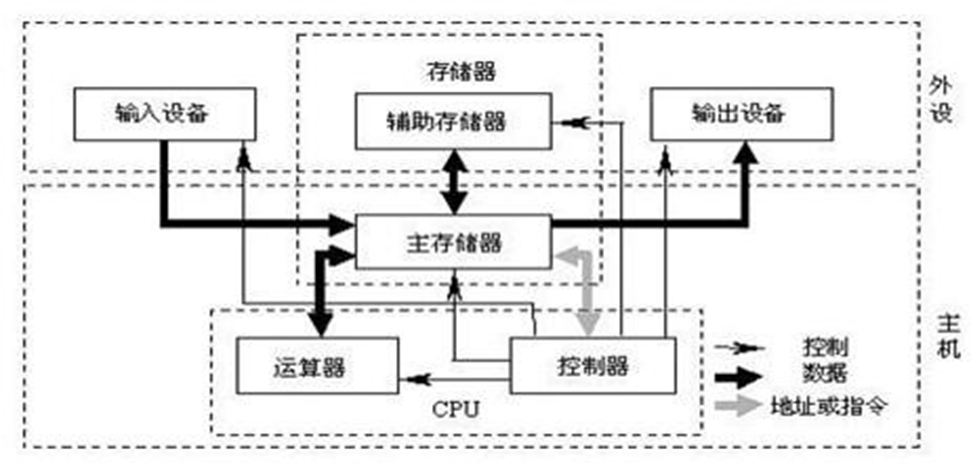 存储器
输入设备
辅助存储器
输出设备
外设
主存储器
运算器
控制器
CPU
主机
控制
数据
地址或指令